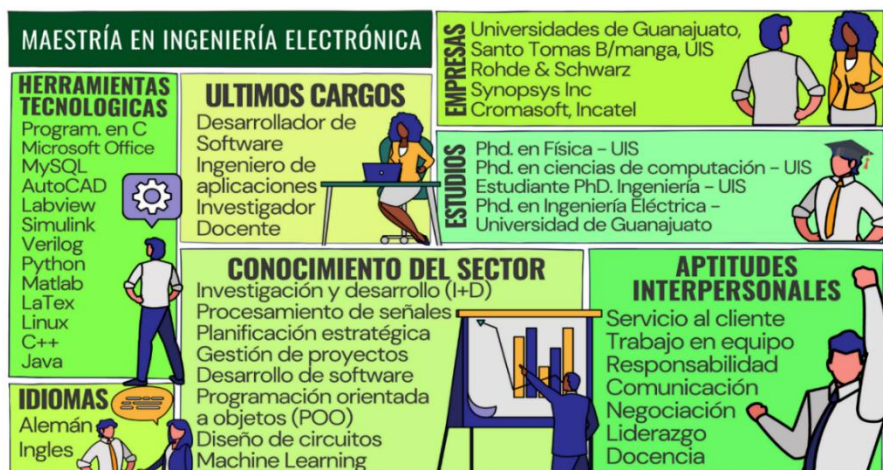 MAESTRÍA EN INGENIERÍA ELECTRÓNICA
EMPRESAS
Universidades de Guanajuato,
Santo Tomas B/manga, UIS
Rohde & Schwarz
Synopsys Inc
Cromasoft, Incatel
HERRAMIENTAS
TECNOLOGICAS
Program. en C
Microsoft Office
MySQL
AutoCAD
Labview
Simulink
Verilog
Python
Matlab
LaTex
Linux
C++
Java
ULTIMOS CARGOS
Desarrollador de
Software
Ingeniero de
aplicaciones
Investigador
Docente
ESTUDIOS
Phd. en Física - UIS
Phd. en ciencias de computación - UIS
Estudiante PhD. Ingeniería - UIS
Phd. en Ingeniería Eléctrica -
Universidad de Guanajuato
CONOCIMIENTO DEL SECTOR
Investigación y desarrollo (I+D)
Procesamiento de señales
Planificación estratégica
Gestión de proyectos
Desarrollo de software
Programación orientada
a objetos (POO)
Diseño de circuitos
Machine Learning
APTITUDES
INTERPERSONALES
Servicio al cliente
Trabajo en equipo
Responsabilidad
Comunicación
Negociación
Liderazgo
Docencia
IDIOMAS
Alemán
Ingles